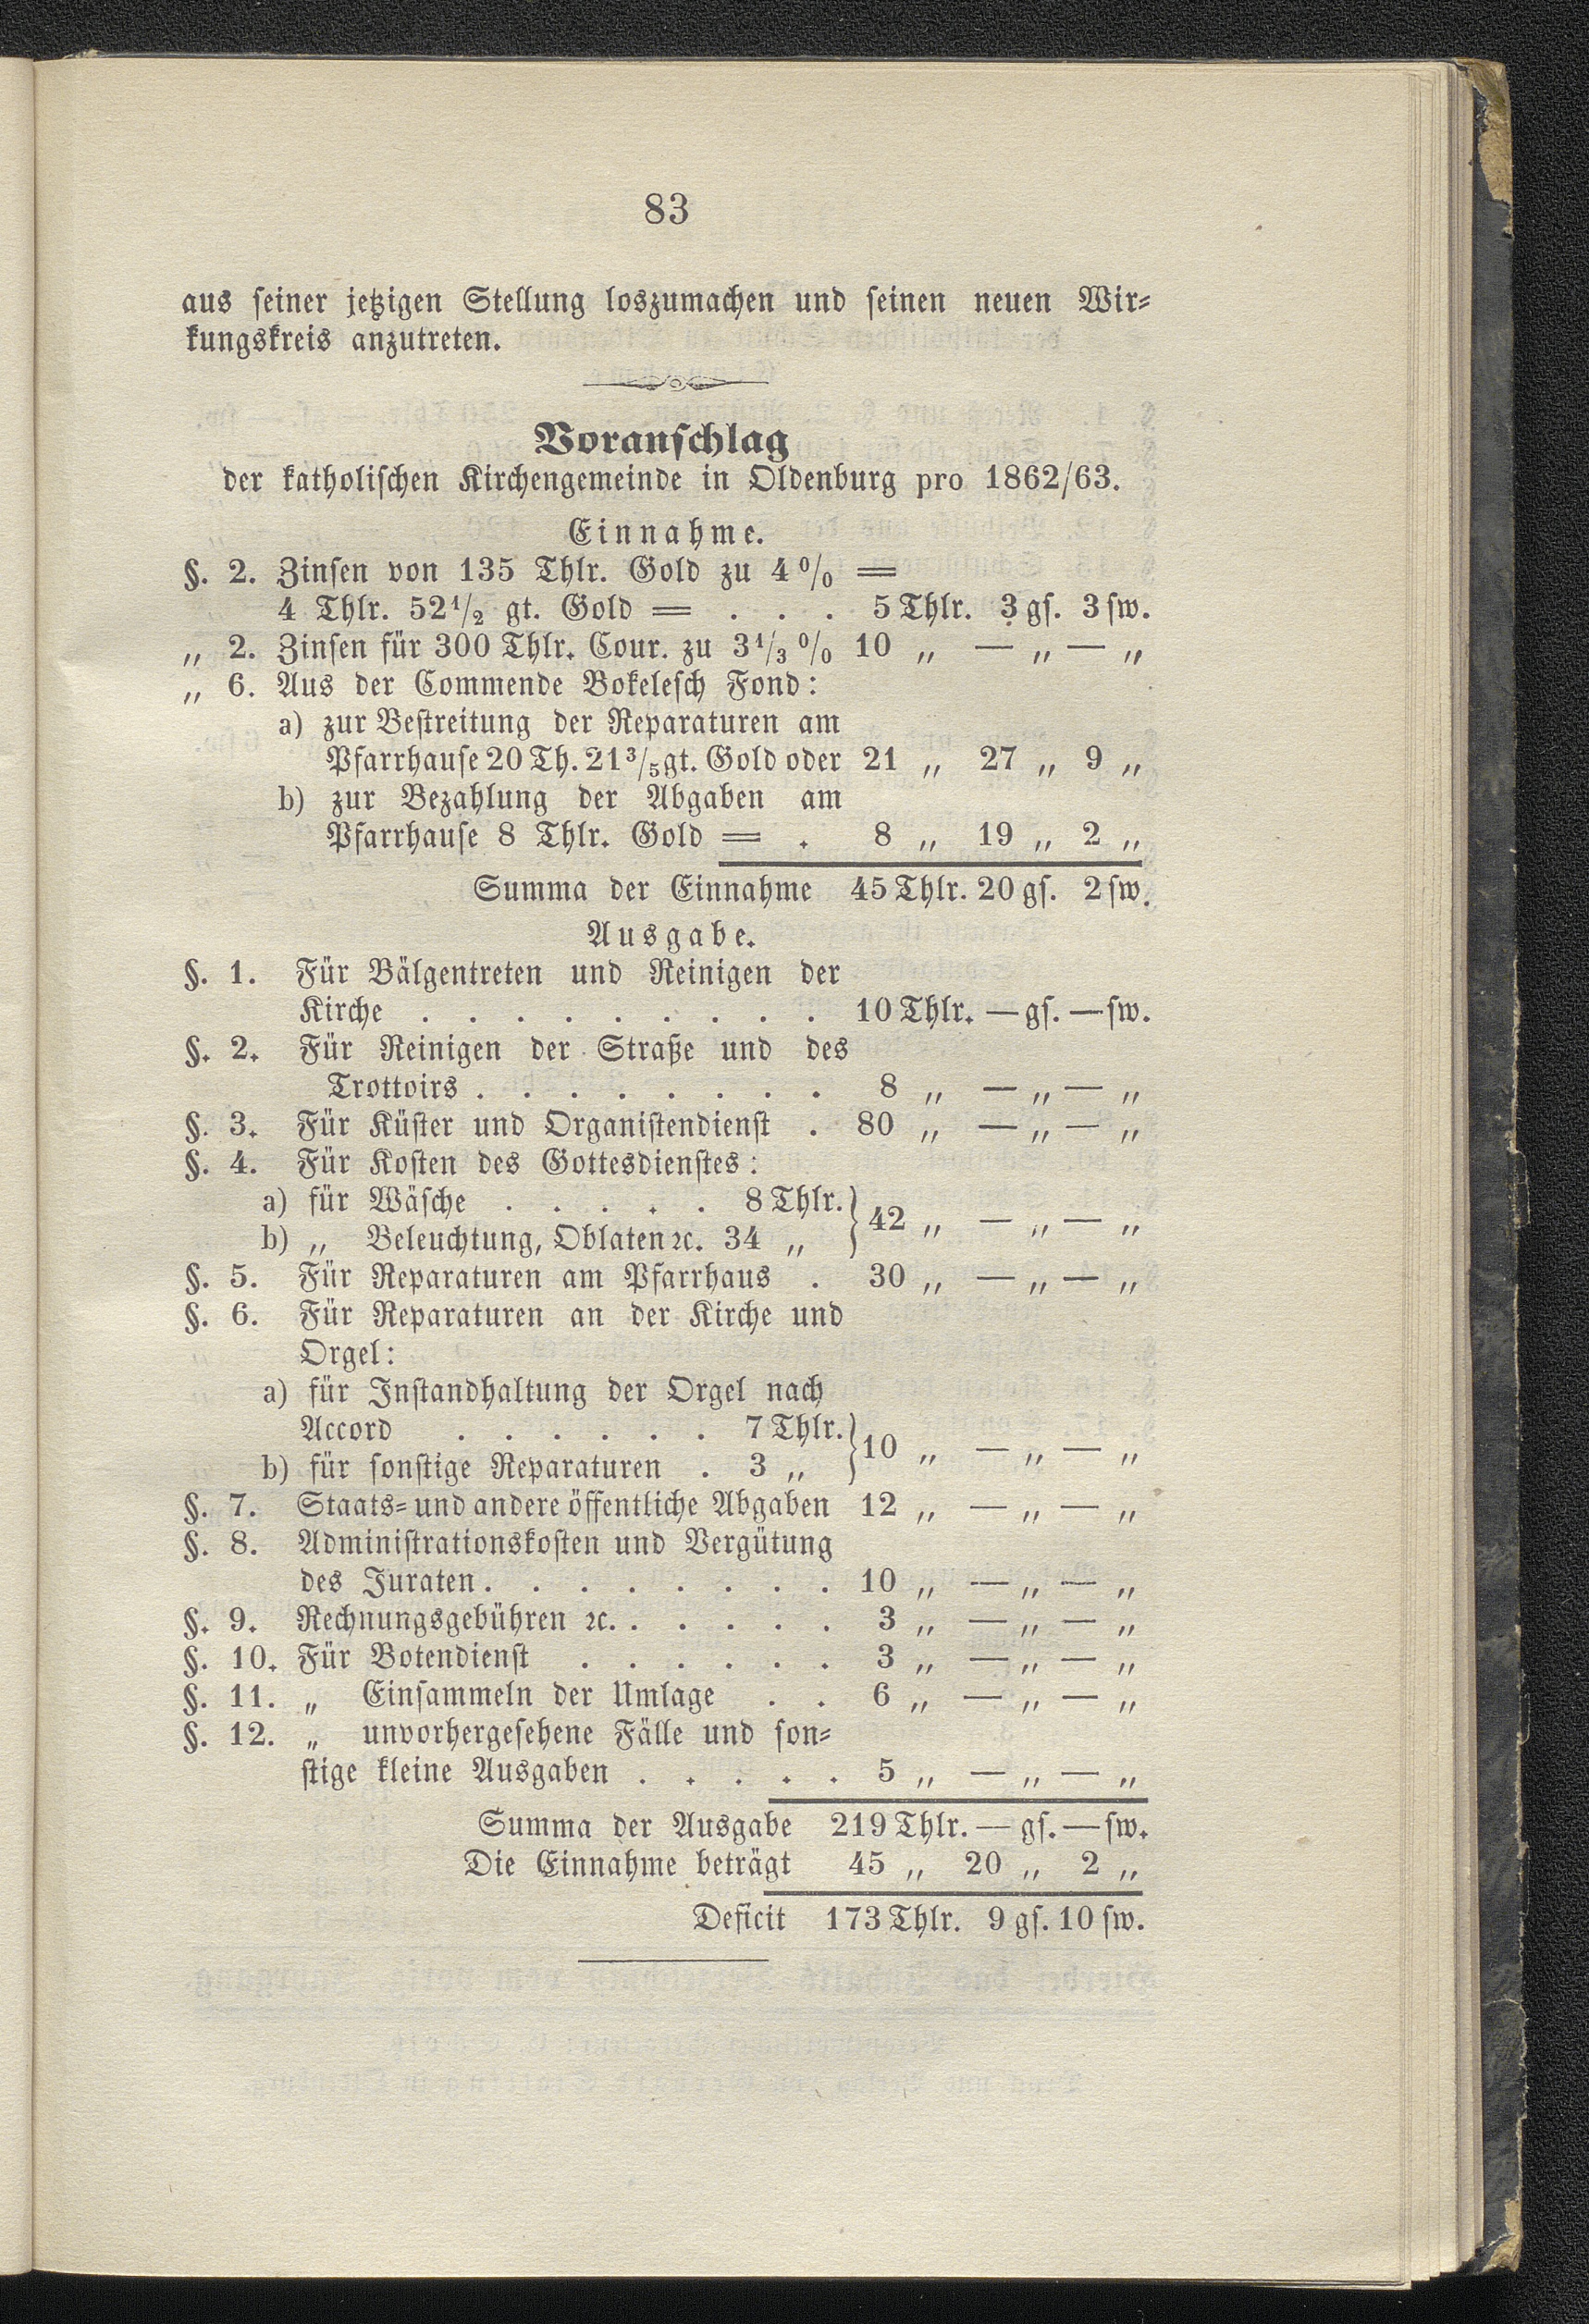 83
aus seiner jetzigen Stellung loszumachen und seinen neuen Wir-
kungskreis anzutreten.
Voranschlag
der katholischen Kirchengemeinde in Oldenburg pro 1862/63.
Einnahme.
§. 2. Zinsen von 135 Thlr. Gold zu 4 % =
4 Thlr. 52 1/2 gt. Gold = . . . 5 Thlr. 3 gs. 3 sw.
„ 2. Zinsen für 300 Thlr. Cour. zu 3 1/3 % 10 „ — „ — „
„ 6. Aus der Commende Bokelesch Fond:
a) zur Bestreitung der Reparaturen am
Pfarrhause 20 Th. 21 3/5 gt. Gold oder 21 „ 27 „ 9 „
b) zur Bezahlung der Abgaben am
Pfarrhause 8 Thlr. Gold = . 8 „ 19 „ 2 „
Summa der Einnahme 45 Thlr. 20 gs. 2 sw.
Ausgabe.
§. 1. Für Bälgentreten und Reinigen der
Kirche . . . . . . . . . 10 Thlr. — gs. — sw.
§. 2. Für Reinigen der Straße und des
Trottoirs . . . . . . . . 8 „ — „ — „
§. 3. Für Küster und Organistendienst . 80 „ — „ — „
§. 4. Für Kosten des Gottesdienstes:
a) für Wäsche . . . . . 8 Thlr.
b) „ Beleuchtung, Oblaten ꝛc. 34 „ } 42 „ — „ — „
§. 5. Für Reparaturen am Pfarrhaus . 30 „ — „ — „
§. 6. Für Reparaturen an der Kirche und
Orgel:
a) für Instandhaltung der Orgel nach
Accord . . . . . . 7 Thlr.
b) für sonstige Reparaturen . 3 „ } 10 „ — „ — „
§. 7. Staats- und andere öffentliche Abgaben 12 „ — „ — „
§. 8. Administrationskosten und Vergütung
des Juraten . . . . . . . . 10 „ — „ — „
§. 9. Rechnungsgebühren ꝛc. . . . . . 3 „ — „ — „
§. 10. Für Botendienst . . . . . . 3 „ — „ — „
§. 11. „ Einsammeln der Umlage . . 6 „ — „ — „
§. 12. „ unvorhergesehene Fälle und son-
stige kleine Ausgaben . . . . . 5 „ — „ — „
Summa der Ausgabe 219 Thlr. — gs. — sw.
Die Einnahme beträgt 45 „ 20 „ 2 „
Deficit 173 Thlr. 9 gs. 10 sw.